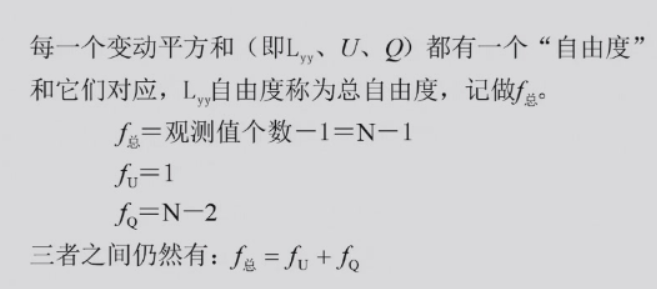 每一个变动平方和（即Lyy、U、Q）都有一个“自由度”
和它们对应，Lyy自由度称为总自由度，记做f总。
f总＝观测值个数－1＝N－1
fU＝1
fQ＝N－2
三者之间仍然有：f总 = fU + fQ